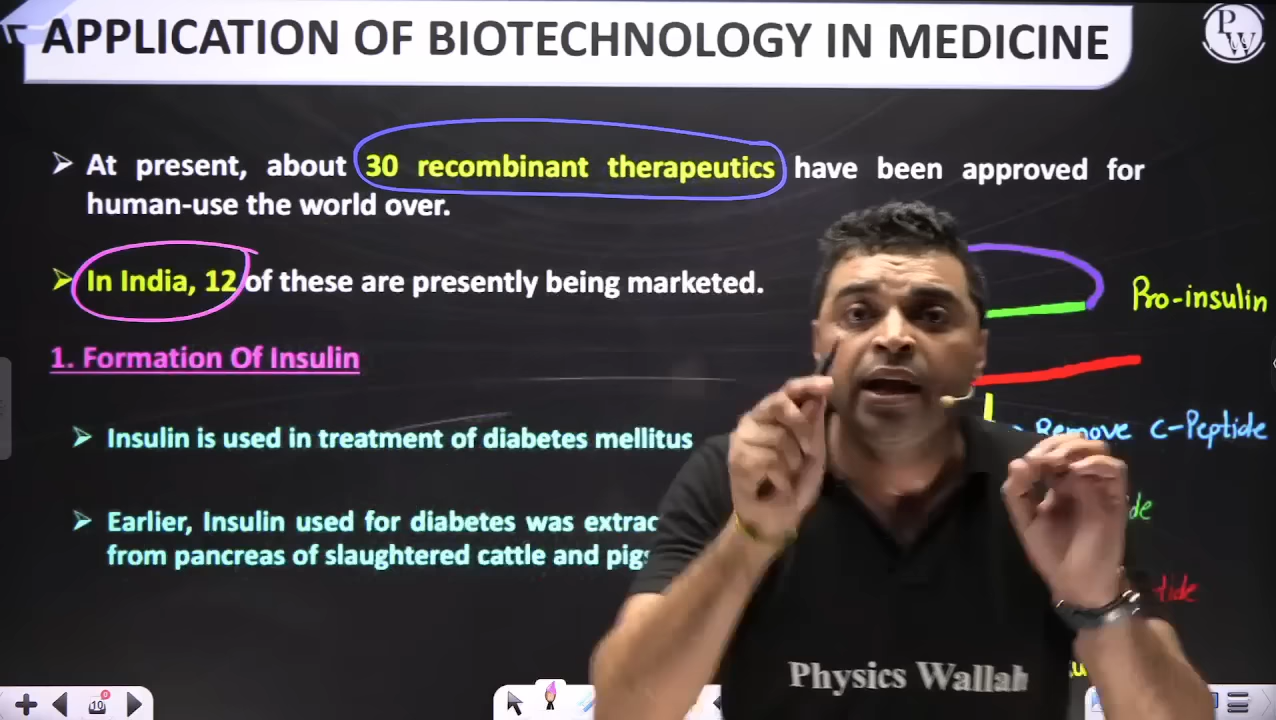 APPLICATION OF BIOTECHNOLOGY IN MEDICINE
PW
➢ At present, about 30 recombinant therapeutics have been approved for
human-use the world over.
➢ In India, 12 of these are presently being marketed.
Pro-insulin
1. Formation Of Insulin
Remove C-Peptide
➢ Insulin is used in treatment of diabetes mellitus
➢ Earlier, Insulin used for diabetes was
from pancreas of slaughtered cattle and
Physics Wallah
10
0